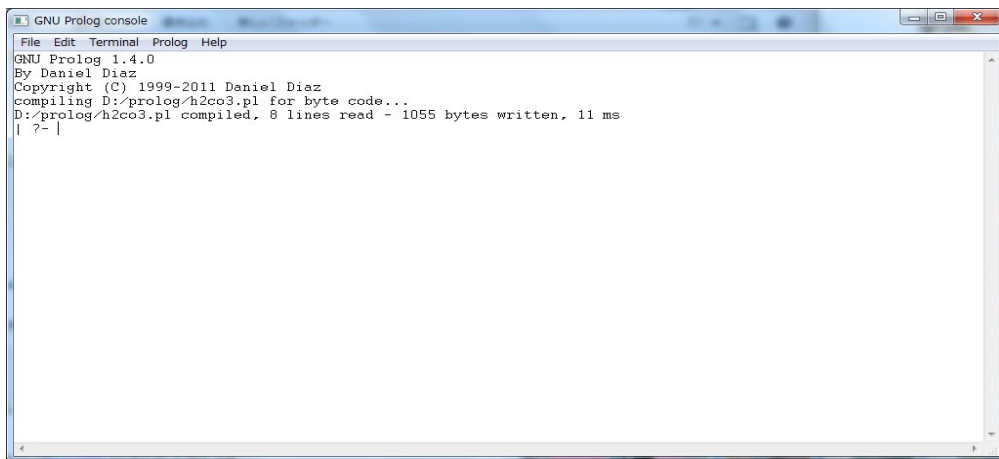 GNU Prolog console
File Edit Terminal Prolog Help
GNU Prolog 1.4.0
By Daniel Diaz
Copyright (C) 1999-2011 Daniel Diaz
compiling D:/prolog/h2co3.pl for byte code...
D:/prolog/h2co3.pl compiled, 8 lines read - 1055 bytes written, 11 ms
| ?-